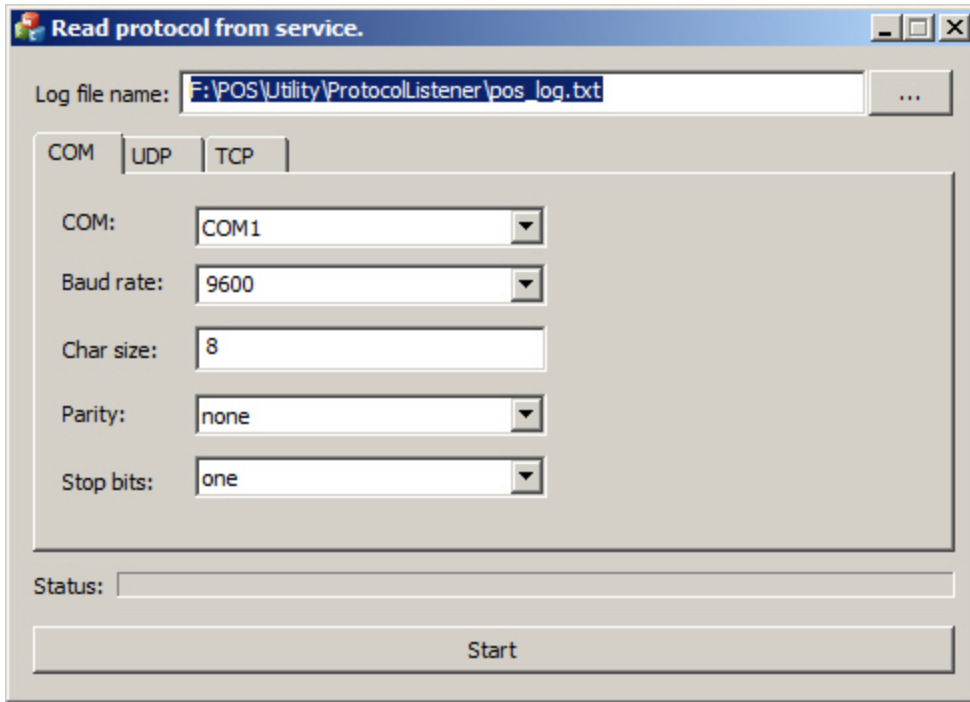 Read protocol from service.
Log file name: F:\POS\Utility\ProtocolListener\pos_log.txt ...
COM UDP TCP
COM: COM1
Baud rate: 9600
Char size: 8
Parity: none
Stop bits: one
Status:
Start